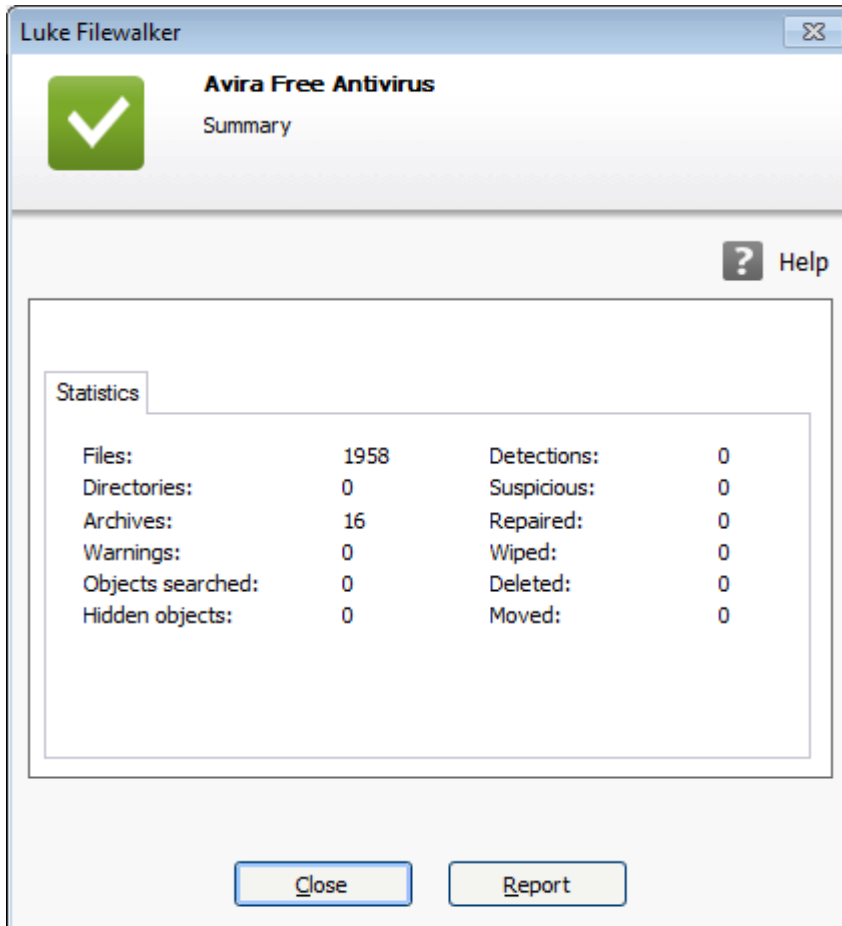 Luke Filewalker
Avira Free Antivirus
Summary
? Help
Statistics
Files: 1958 Detections: 0
Directories: 0 Suspicious: 0
Archives: 16 Repaired: 0
Warnings: 0 Wiped: 0
Objects searched: 0 Deleted: 0
Hidden objects: 0 Moved: 0
Close Report